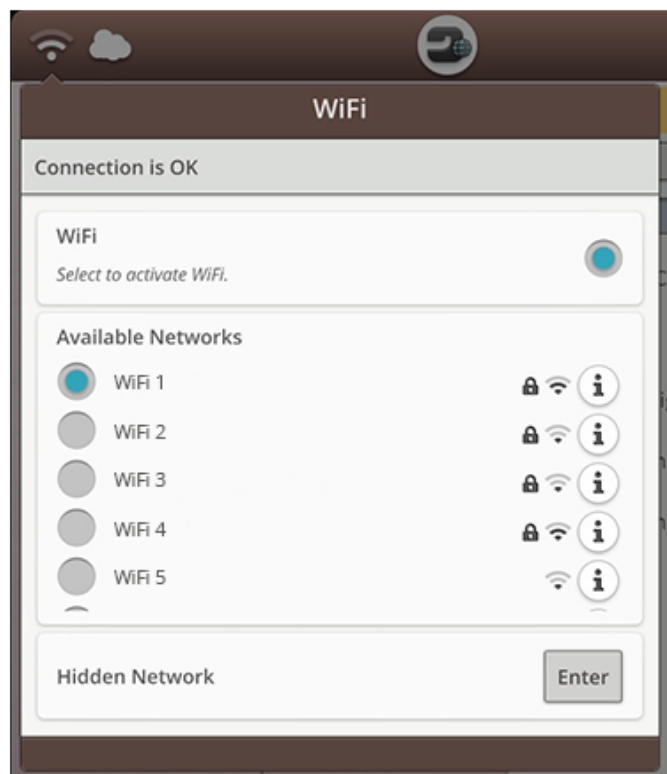 WiFi
Connection is OK
WiFi
Select to activate WiFi.
Available Networks
WiFi 1
WiFi 2
WiFi 3
WiFi 4
WiFi 5
Hidden Network
Enter